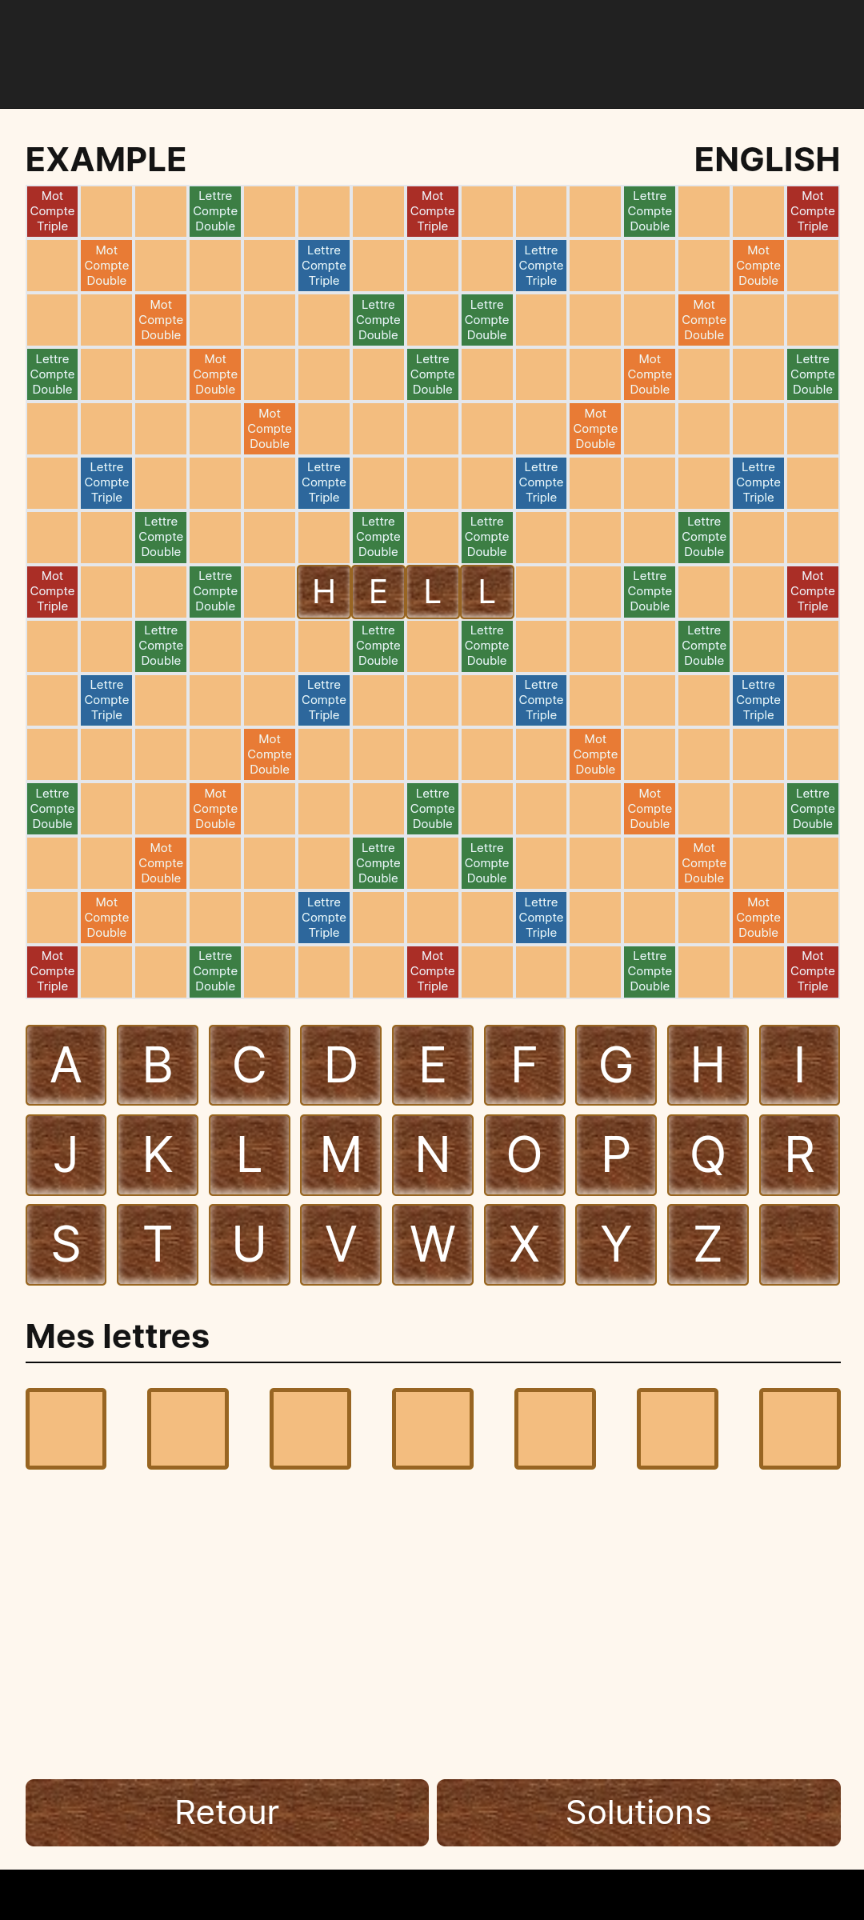 EXAMPLE ENGLISH
Mot Lettre Mot Lettre Mot
Compte Compte Compte Compte Compte
Triple Double Triple Double Triple
Mot Lettre Lettre Mot
Compte Compte Compte Compte
Double Triple Triple Double
Mot Lettre Lettre Mot
Compte Compte Compte Compte
Double Double Double Double
Lettre Mot Lettre Mot Lettre
Compte Compte Compte Compte Compte
Double Double Double Double Double
Mot Mot
Compte Compte
Double Double
Lettre Lettre Lettre Lettre
Compte Compte Compte Compte
Triple Triple Triple Triple
Lettre Lettre Lettre Lettre
Compte Compte Compte Compte
Double Double Double Double
Mot Lettre Lettre Mot
Compte Compte H E L L Compte Compte
Triple Double Double Triple
Lettre Lettre Lettre Lettre
Compte Compte Compte Compte
Double Double Double Double
Lettre Lettre Lettre Lettre
Compte Compte Compte Compte
Triple Triple Triple Triple
Mot Mot
Compte Compte
Double Double
Lettre Mot Lettre Mot Lettre
Compte Compte Compte Compte Compte
Double Double Double Double Double
Mot Lettre Lettre Mot
Compte Compte Compte Compte
Double Double Double Double
Mot Lettre Lettre Mot
Compte Compte Compte Compte
Double Triple Triple Double
Mot Lettre Mot Lettre Mot
Compte Compte Compte Compte Compte
Triple Double Triple Double Triple
A B C D E F G H I
J K L M N O P Q R
S T U V W X Y Z
Mes lettres
Retour Solutions